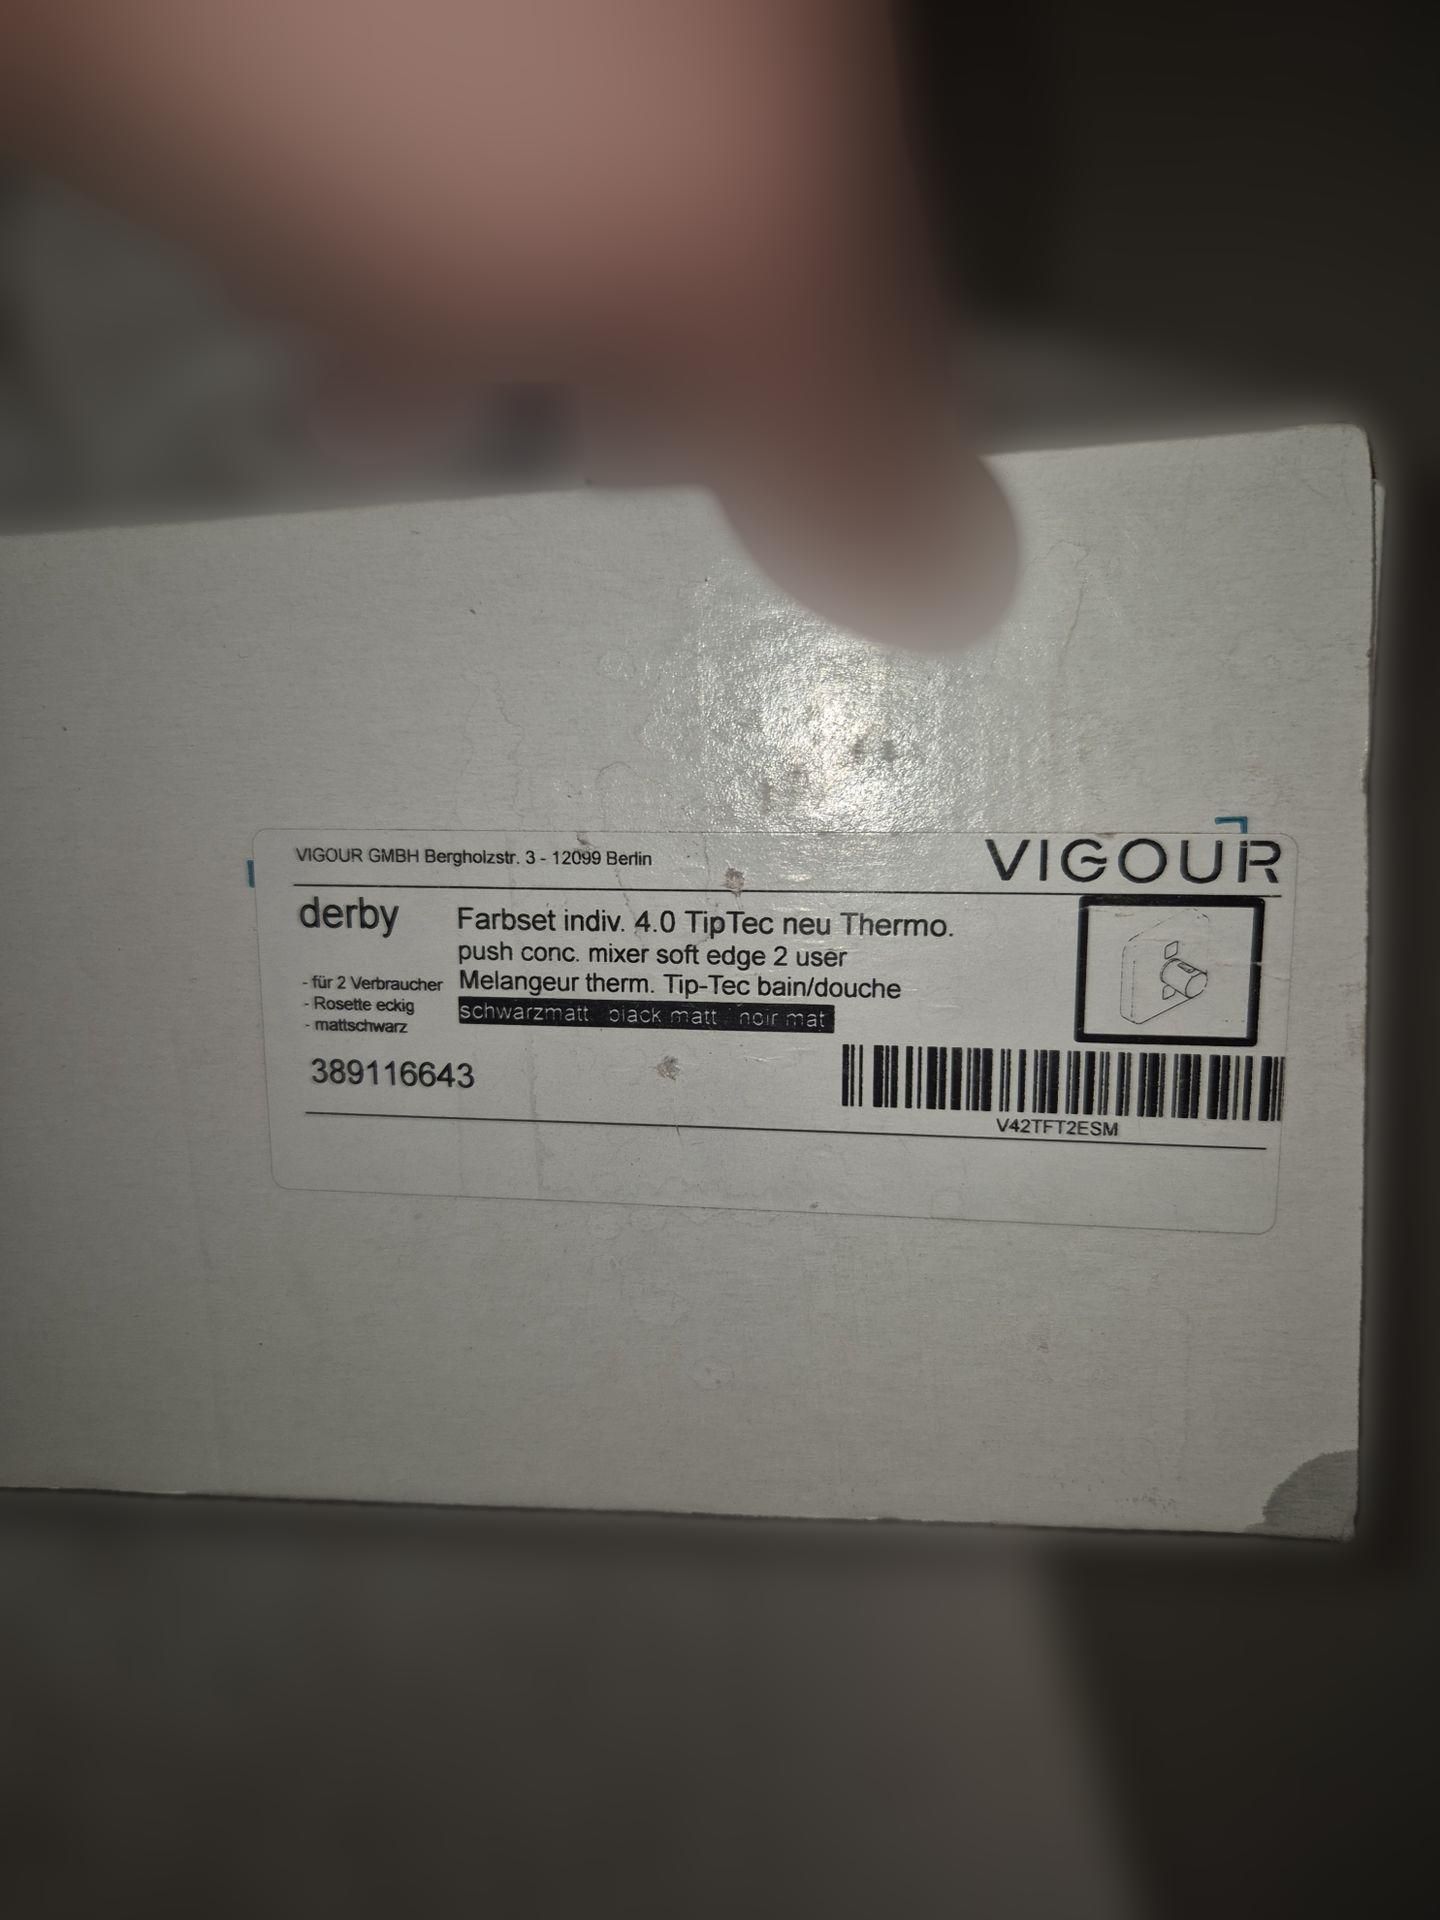 VIGOUR GMBH Bergholzstr. 3 - 12099 Berlin
VIGOUR
derby
Farbset indiv. 4.0 TipTec neu Thermo.
push conc. mixer soft edge 2 user
- für 2 Verbraucher
Melangeur therm. Tip-Tec bain/douche
- Rosette eckig
schwarzmatt black matt noir mat
- mattschwarz
389116643
V42TFT2ESM